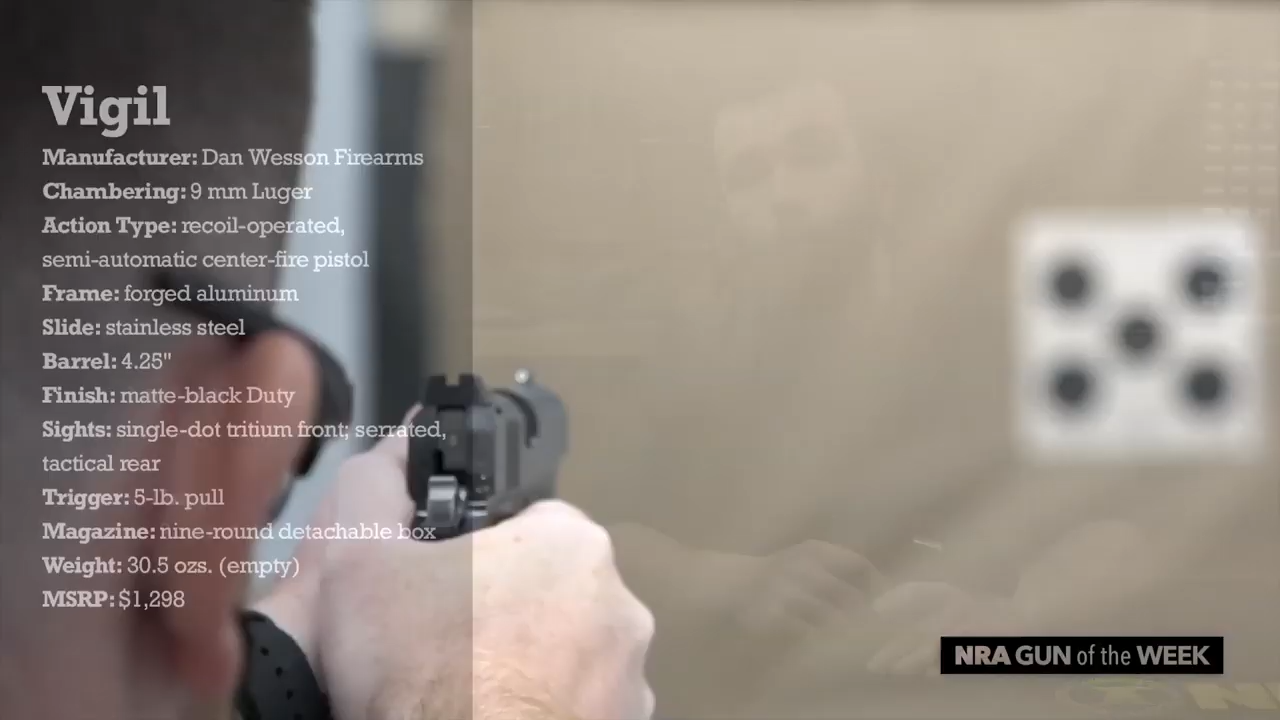 Vigil
Manufacturer: Dan Wesson Firearms
Chambering: 9 mm Luger
Action Type: recoil-operated,
semi-automatic center-fire pistol
Frame: forged aluminum
Slide: stainless steel
Barrel: 4.25"
Finish: matte-black Duty
Sights: single-dot tritium front; serrated,
tactical rear
Trigger: 5-lb. pull
Magazine: nine-round detachable box
Weight: 30.5 ozs. (empty)
MSRP: $1,298
NRA GUN of the WEEK